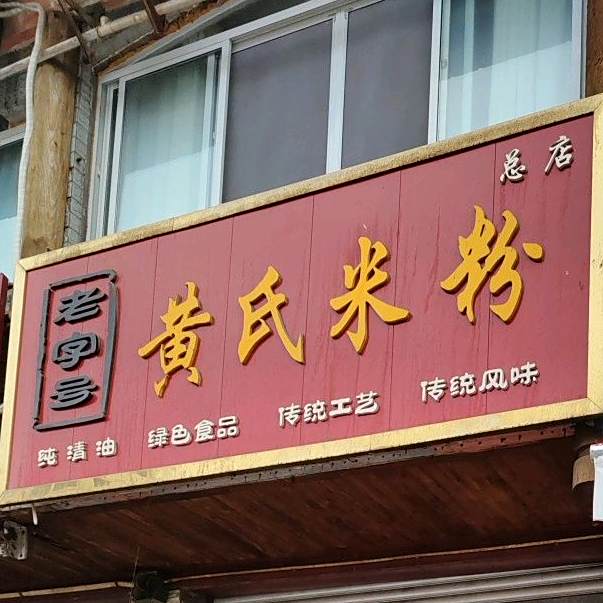 总店
老字号
黄氏米粉
纯清油 绿色食品 传统工艺 传统风味